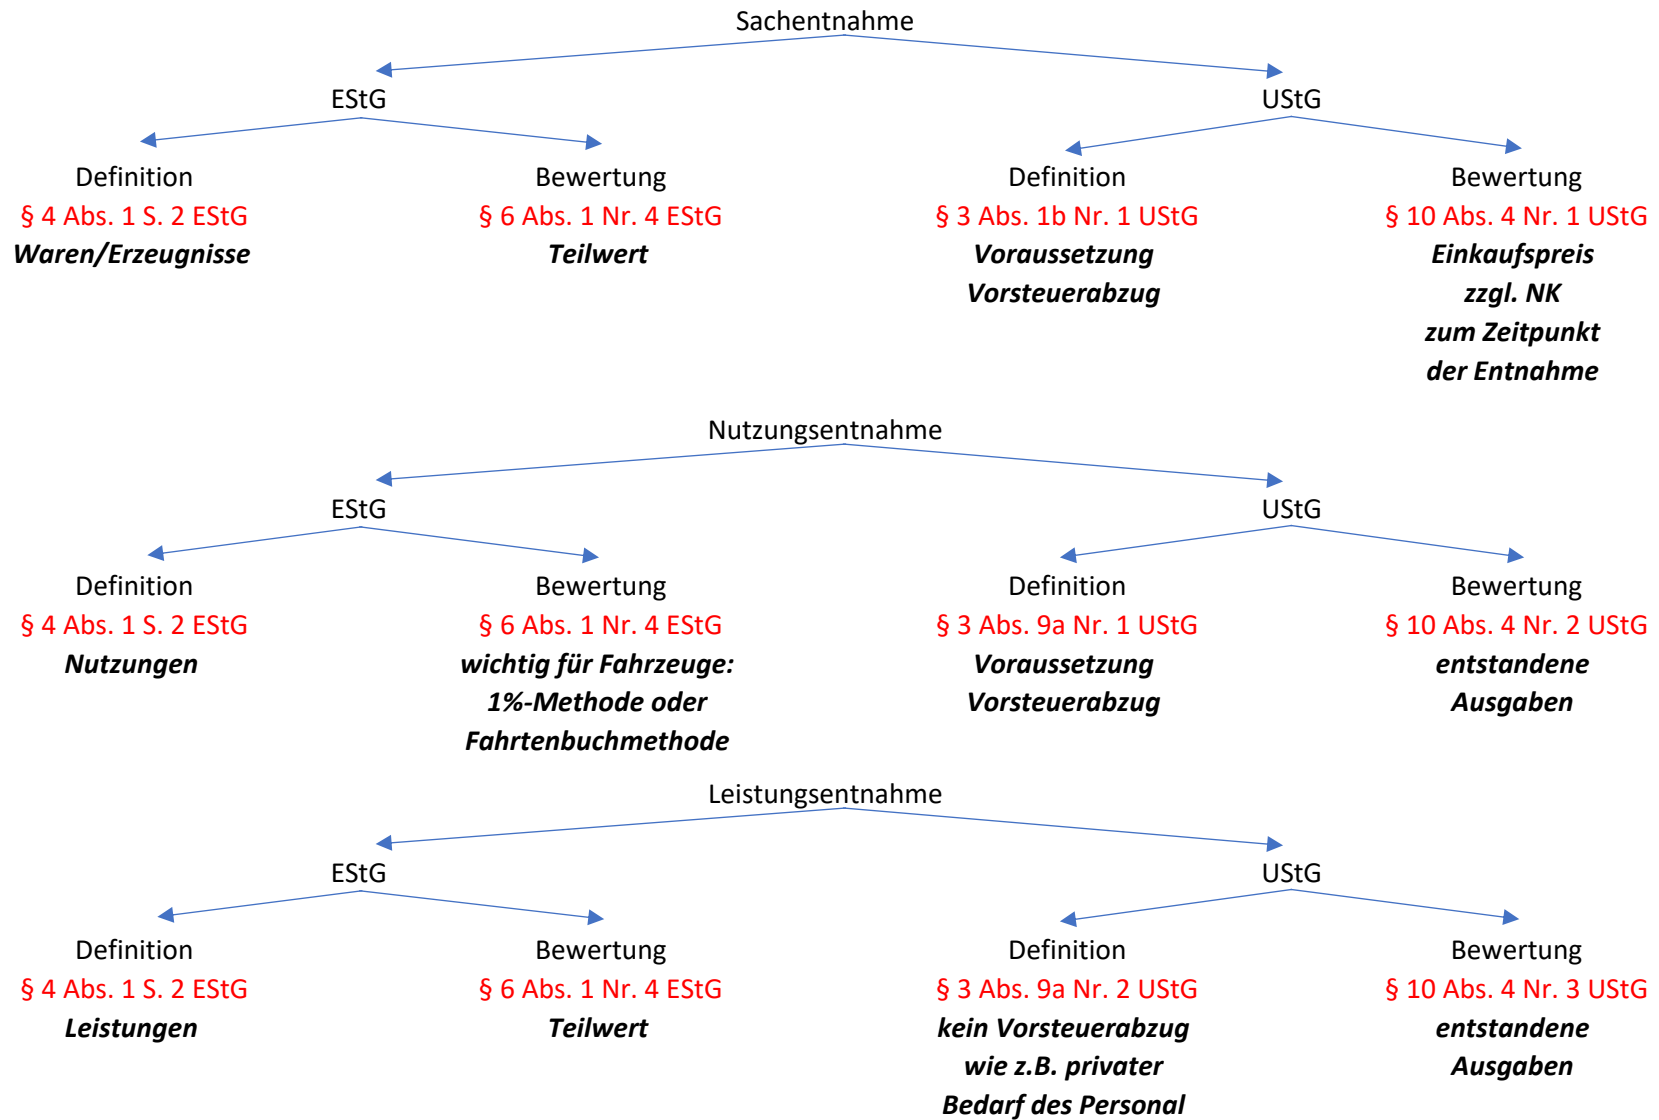 Sachentnahme
EStG
UStG
Definition
Bewertung
Definition
Bewertung
§ 4 Abs. 1 S. 2 EStG
§ 6 Abs. 1 Nr. 4 EStG
§ 3 Abs. 1b Nr. 1 UStG
§ 10 Abs. 4 Nr. 1 UStG
Waren/Erzeugnisse
Teilwert
Voraussetzung
Einkaufspreis
Vorsteuerabzug
zzgl. NK
zum Zeitpunkt
der Entnahme
Nutzungsentnahme
EStG
UStG
Definition
Bewertung
Definition
Bewertung
§ 4 Abs. 1 S. 2 EStG
§ 6 Abs. 1 Nr. 4 EStG
§ 3 Abs. 9a Nr. 1 UStG
§ 10 Abs. 4 Nr. 2 UStG
Nutzungen
wichtig für Fahrzeuge:
Voraussetzung
entstandene
1%-Methode oder
Vorsteuerabzug
Ausgaben
Fahrtenbuchmethode
Leistungsentnahme
EStG
UStG
Definition
Bewertung
Definition
Bewertung
§ 4 Abs. 1 S. 2 EStG
§ 6 Abs. 1 Nr. 4 EStG
§ 3 Abs. 9a Nr. 2 UStG
§ 10 Abs. 4 Nr. 3 UStG
Leistungen
Teilwert
kein Vorsteuerabzug
entstandene
wie z.B. privater
Ausgaben
Bedarf des Personal